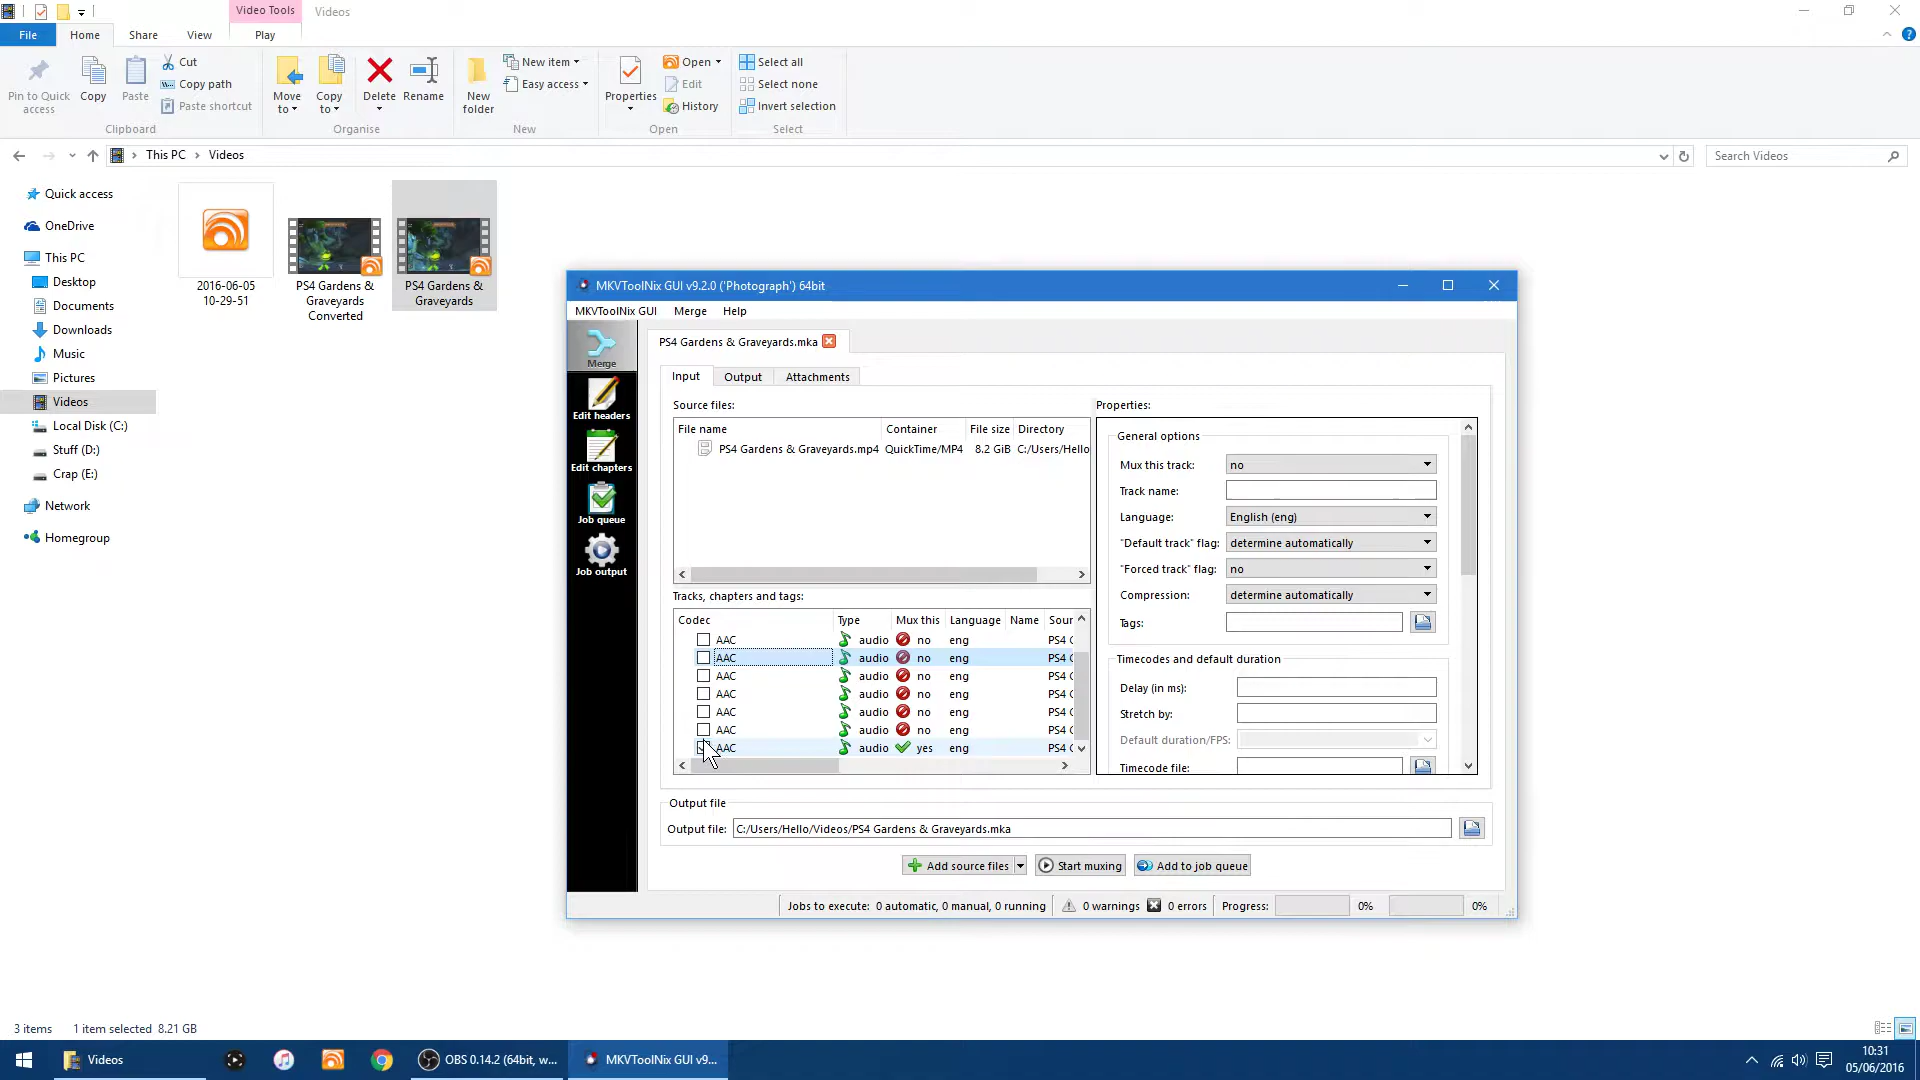 Video Tools
Videos
File
Home
Share
View
Play
Pin to Quick
access
Copy
Paste
Cut
Copy path
Paste shortcut
Clipboard
Move
to
Copy
to
Delete
Rename
Organise
New
folder
New item
Easy access
New
Properties
Open
Edit
History
Open
Select all
Select none
Invert selection
Select
This PC
Videos
Search Videos
Quick access
OneDrive
This PC
Desktop
Documents
Downloads
Music
Pictures
Videos
Local Disk (C:)
Stuff (D:)
Crap (E:)
Network
Homegroup
2016-06-05
10-29-51
PS4 Gardens &
Graveyards
Converted
PS4 Gardens &
Graveyards
MKVToolNix GUI v9.2.0 ('Photograph') 64bit
MKVToolNix GUI
Merge
Help
Merge
Edit headers
Edit chapters
Job queue
Job output
PS4 Gardens & Graveyards.mka
Input
Output
Attachments
Source files:
File name
Container
File size
Directory
PS4 Gardens & Graveyards.mp4
QuickTime/MP4
8.2 GiB
C:/Users/Hello
Tracks, chapters and tags:
Codec
Type
Mux this
Language
Name
Sour
AAC audio no eng PS4 G
AAC audio no eng PS4 G
AAC audio no eng PS4 G
AAC audio no eng PS4 G
AAC audio no eng PS4 G
AAC audio no eng PS4 G
AAC audio yes eng PS4 G
Properties:
General options
Mux this track: no
Track name:
Language: English (eng)
"Default track" flag: determine automatically
"Forced track" flag: no
Compression: determine automatically
Tags:
Timecodes and default duration
Delay (in ms):
Stretch by:
Default duration/FPS:
Timecode file:
Output file
Output file: C:/Users/Hello/Videos/PS4 Gardens & Graveyards.mka
Add source files
Start muxing
Add to job queue
Jobs to execute: 0 automatic, 0 manual, 0 running
0 warnings
0 errors
Progress:
0%
0%
3 items
1 item selected 8.21 GB
Videos
OBS 0.14.2 (64bit, w...
MKVToolNix GUI v9...
10:31
05/06/2016